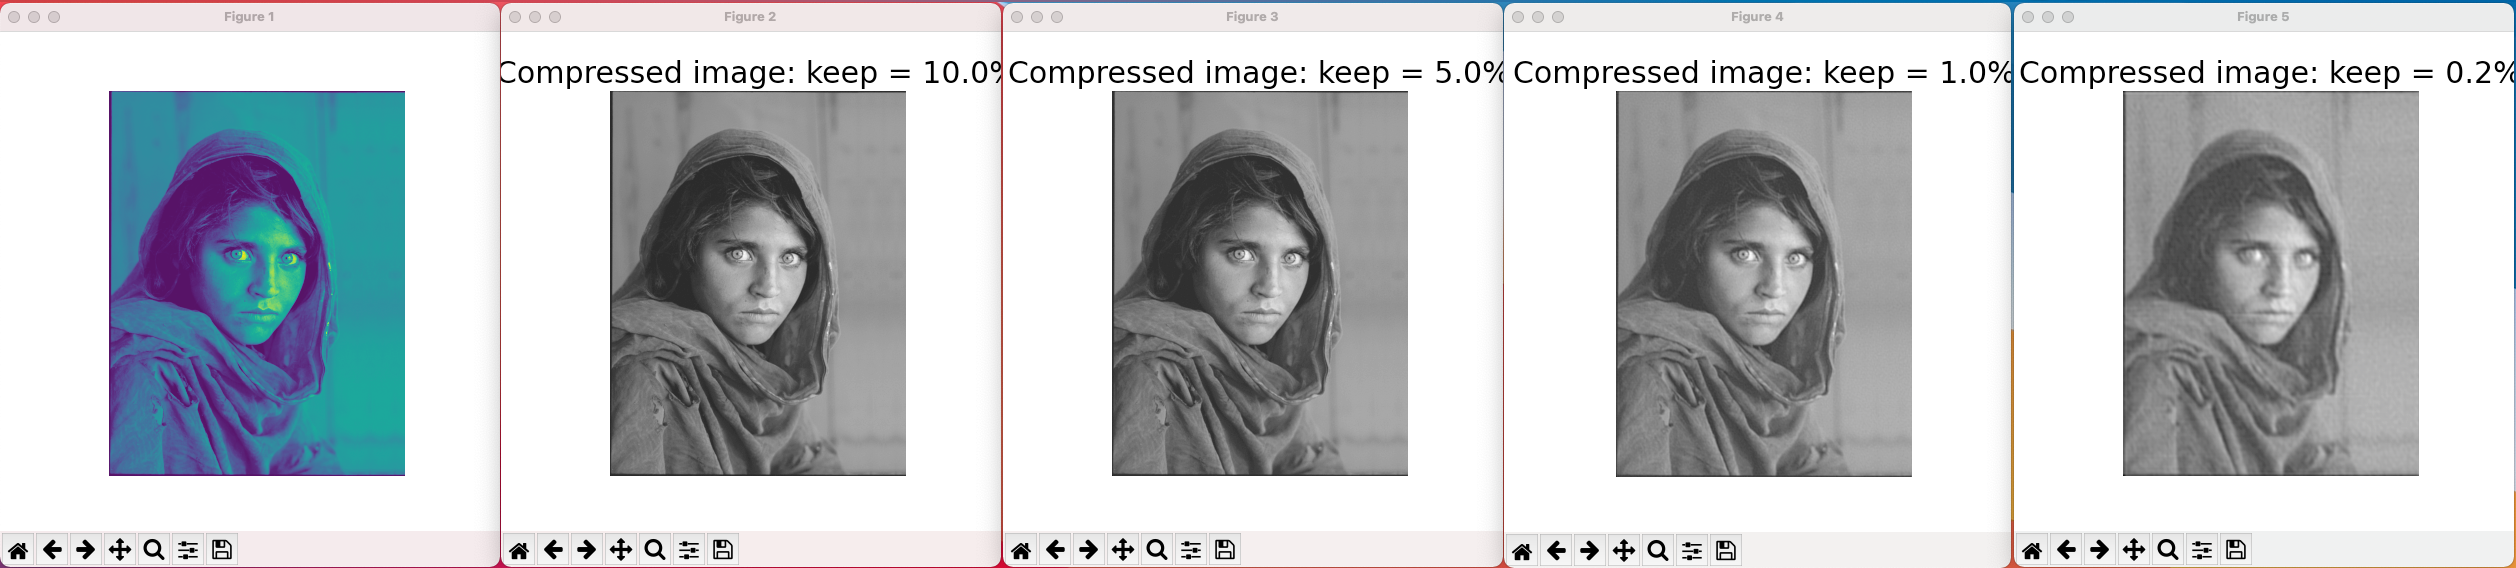 Figure 1
Figure 2
Figure 3
Figure 4
Figure 5
Compressed image: keep = 10.0%
Compressed image: keep = 5.0%
Compressed image: keep = 1.0%
Compressed image: keep = 0.2%